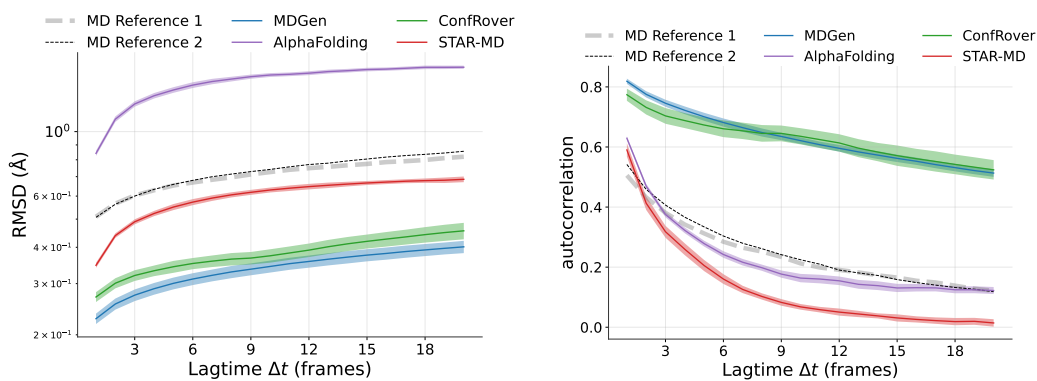 MD Reference 1
MDGen
ConfRover
MD Reference 2
AlphaFolding
STAR-MD
RMSD (Å)
10⁰
6 × 10⁻¹
4 × 10⁻¹
3 × 10⁻¹
2 × 10⁻¹
3 6 9 12 15 18
Lagtime Δt (frames)
MD Reference 1
MDGen
ConfRover
MD Reference 2
AlphaFolding
STAR-MD
autocorrelation
0.8
0.6
0.4
0.2
0.0
3 6 9 12 15 18
Lagtime Δt (frames)